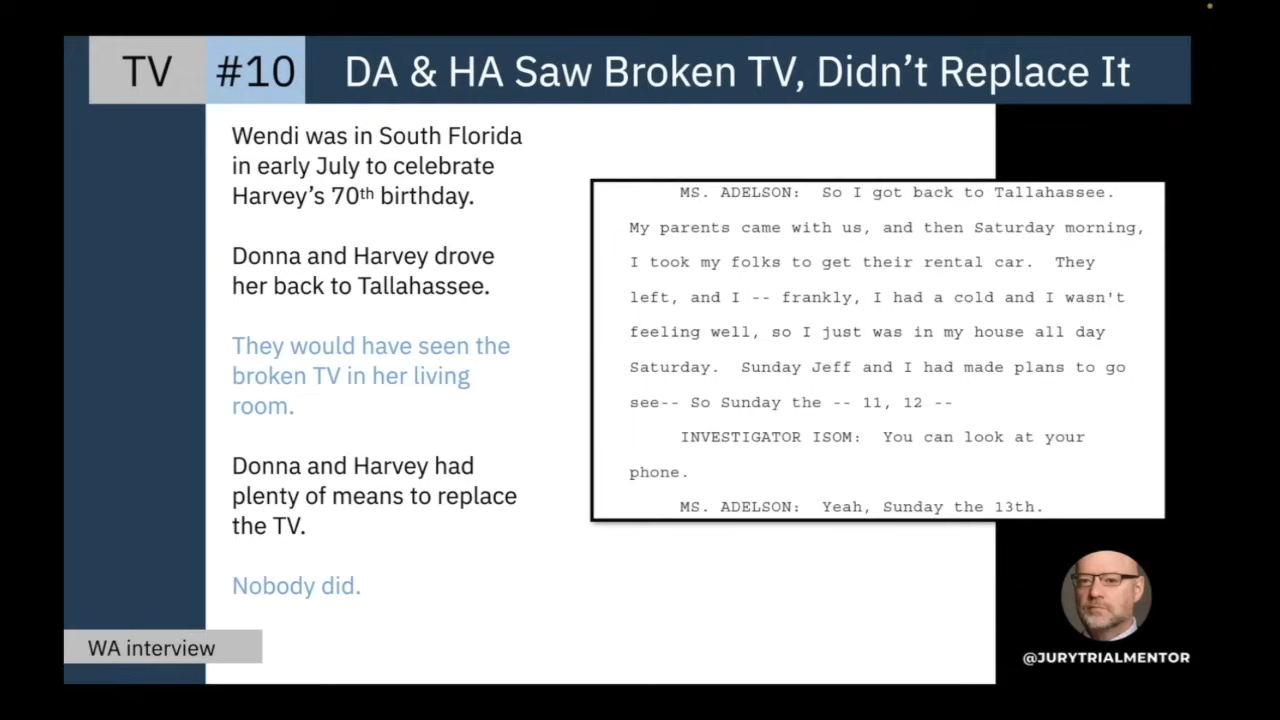 TV #10 DA & HA Saw Broken TV, Didn't Replace It
Wendi was in South Florida
in early July to celebrate
Harvey's 70th birthday.
Donna and Harvey drove
her back to Tallahassee.
They would have seen the
broken TV in her living
room.
Donna and Harvey had
plenty of means to replace
the TV.
Nobody did.
WA interview
MS. ADELSON: So I got back to Tallahassee.
My parents came with us, and then Saturday morning,
I took my folks to get their rental car. They
left, and I -- frankly, I had a cold and I wasn't
feeling well, so I just was in my house all day
Saturday. Sunday Jeff and I had made plans to go
see-- So Sunday the -- 11, 12 --
INVESTIGATOR ISOM: You can look at your
phone.
MS. ADELSON: Yeah, Sunday the 13th.
@JURYTRIALMENTOR